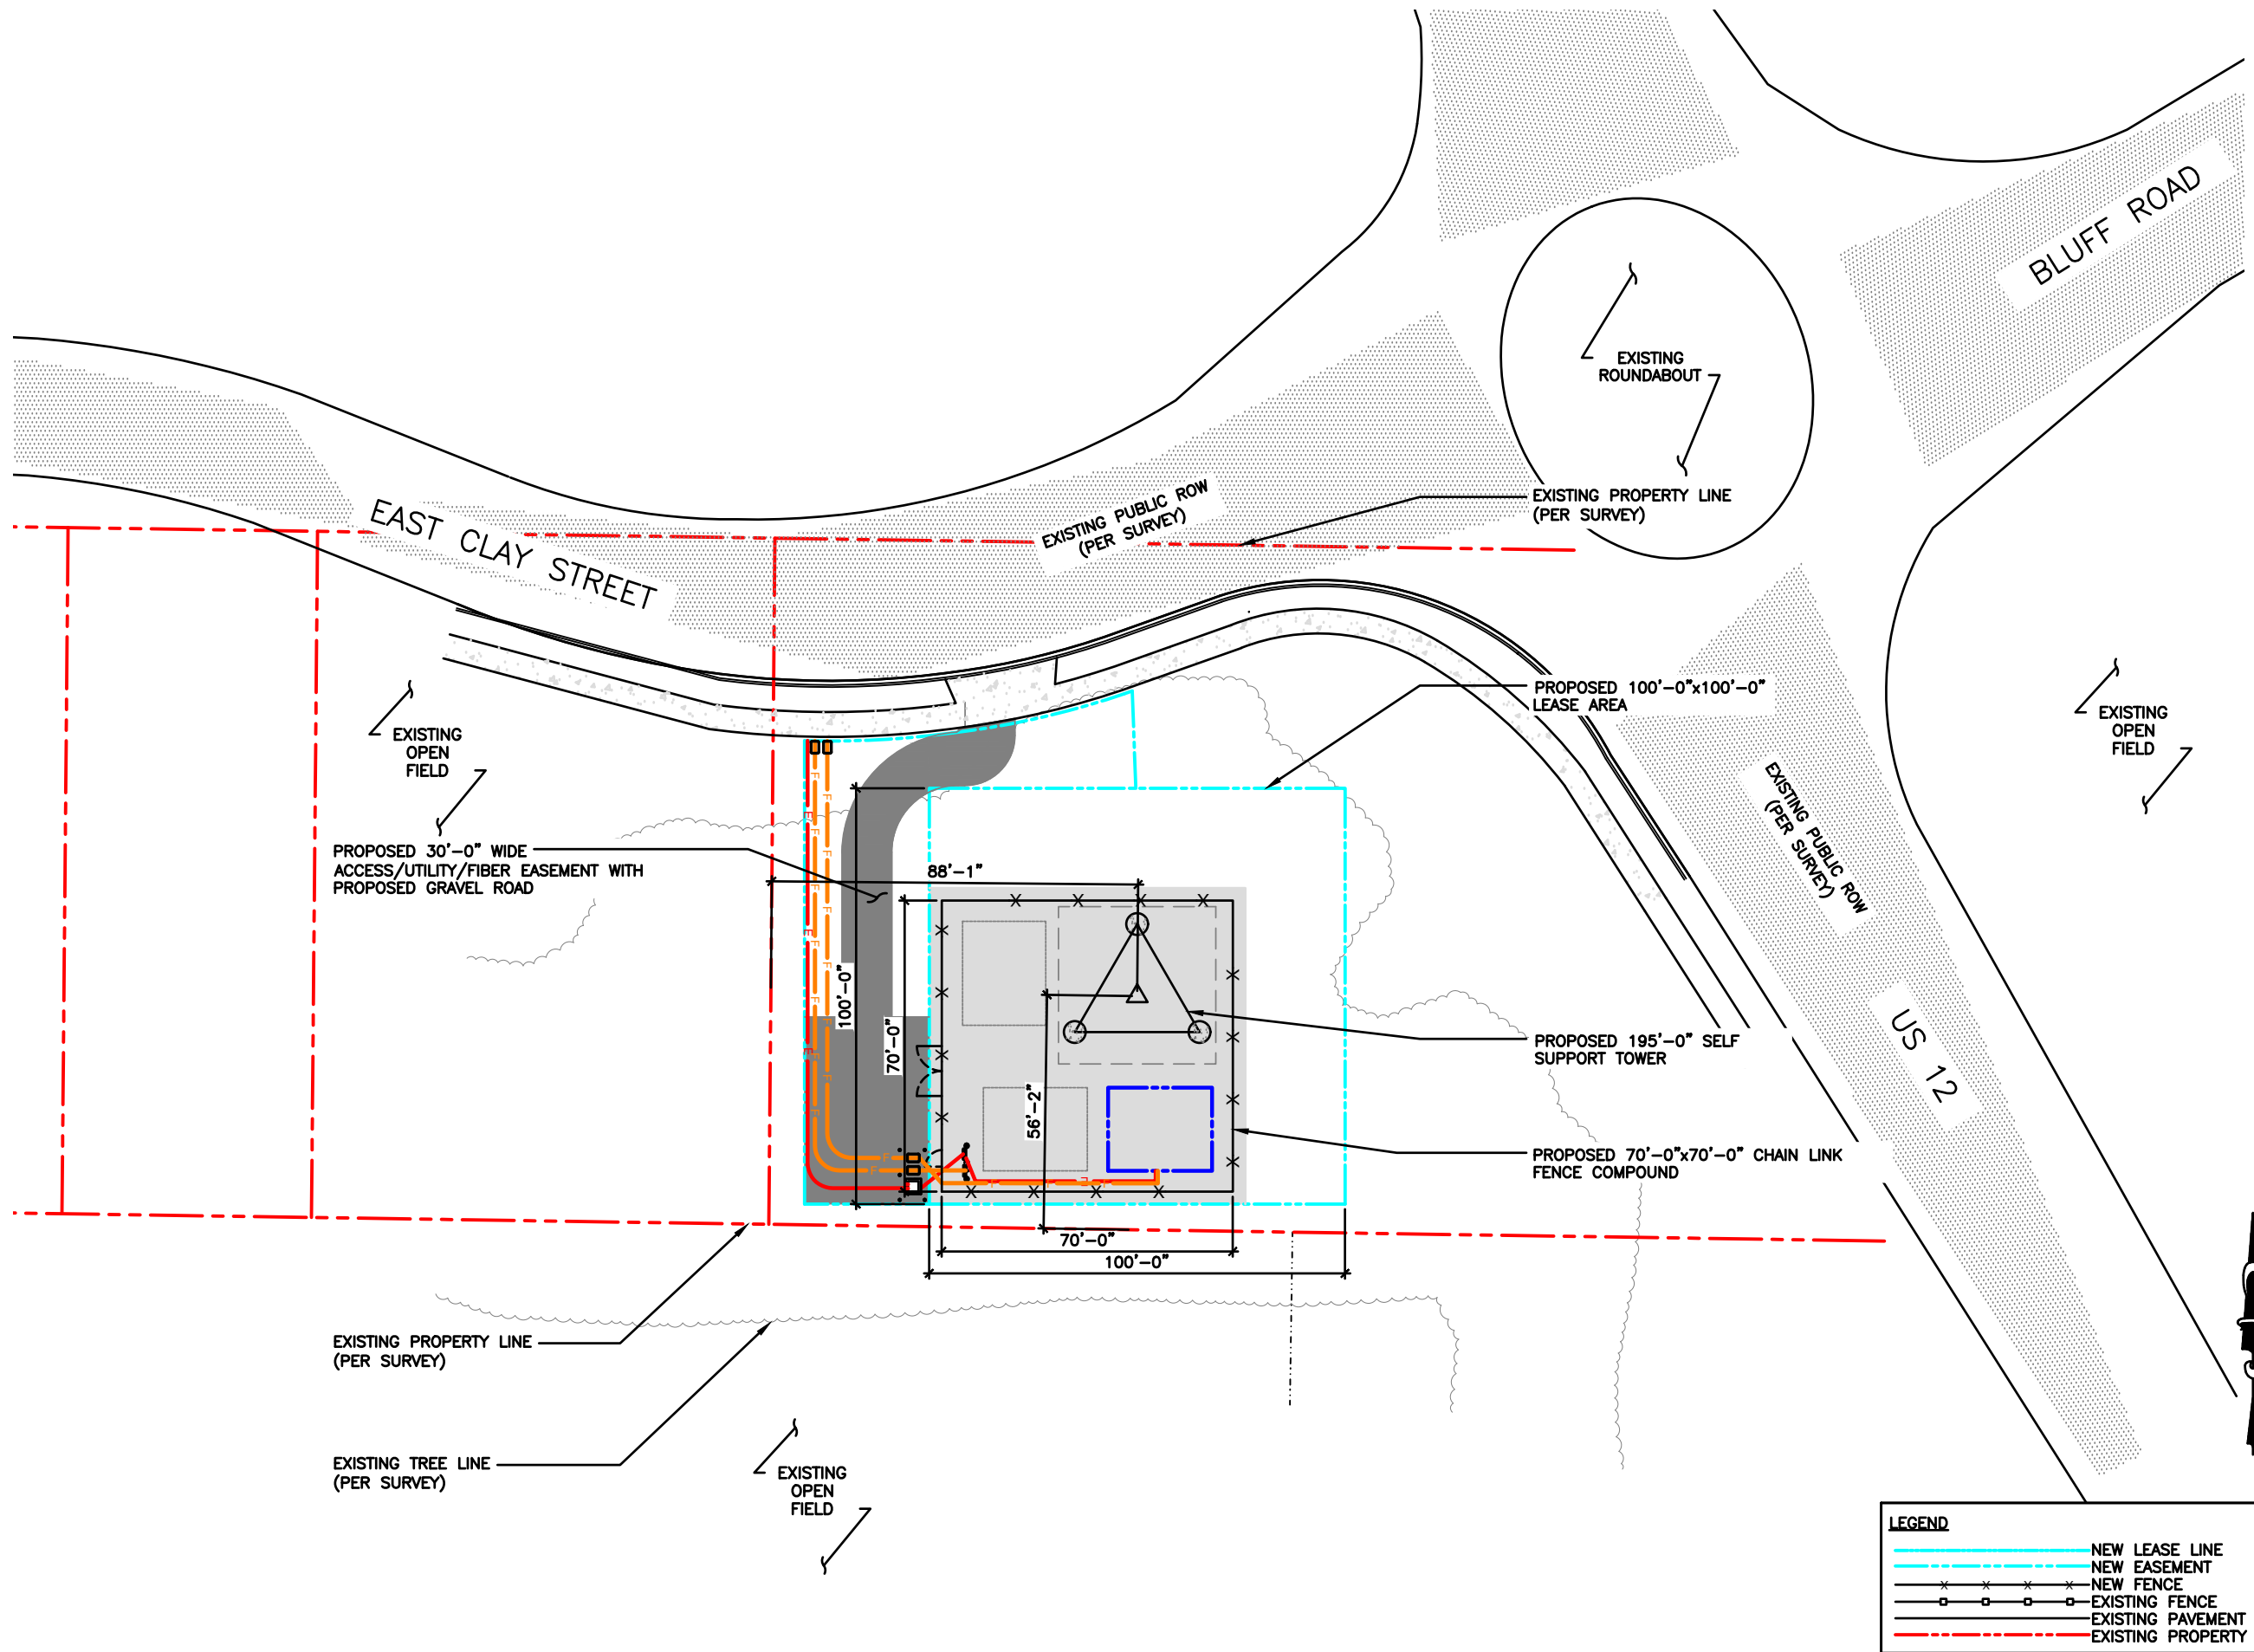 BLUFF ROAD
EXISTING
ROUNDABOUT
EXISTING PUBLIC ROW
(PER SURVEY)
EXISTING PROPERTY LINE
(PER SURVEY)
EAST CLAY STREET
PROPOSED 100'-0"x100'-0"
LEASE AREA
EXISTING
OPEN
FIELD
EXISTING
OPEN
FIELD
EXISTING PUBLIC ROW
(PER SURVEY)
PROPOSED 30'-0" WIDE
ACCESS/UTILITY/FIBER EASEMENT WITH
PROPOSED GRAVEL ROAD
88'-1"
100'-0"
70'-0"
56'-2"
US 12
PROPOSED 195'-0" SELF
SUPPORT TOWER
PROPOSED 70'-0"x70'-0" CHAIN LINK
FENCE COMPOUND
70'-0"
100'-0"
EXISTING PROPERTY LINE
(PER SURVEY)
EXISTING TREE LINE
(PER SURVEY)
EXISTING
OPEN
FIELD
LEGEND
NEW LEASE LINE
NEW EASEMENT
NEW FENCE
EXISTING FENCE
EXISTING PAVEMENT
EXISTING PROPERTY